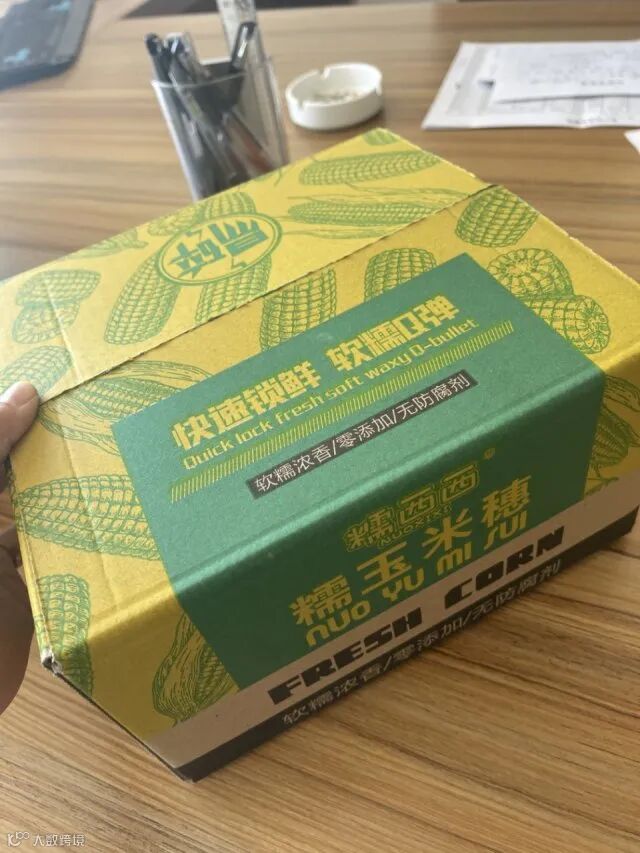 快速锁鲜 软糯Q弹
Quick lock fresh soft waxy Q-bullet
软糯浓香/零添加/无防腐剂
糯西西®
NUOXIXI
糯玉米穗
NUO YU MI SUI
FRESH CORN
软糯浓香/零添加/无防腐剂
大数跨境